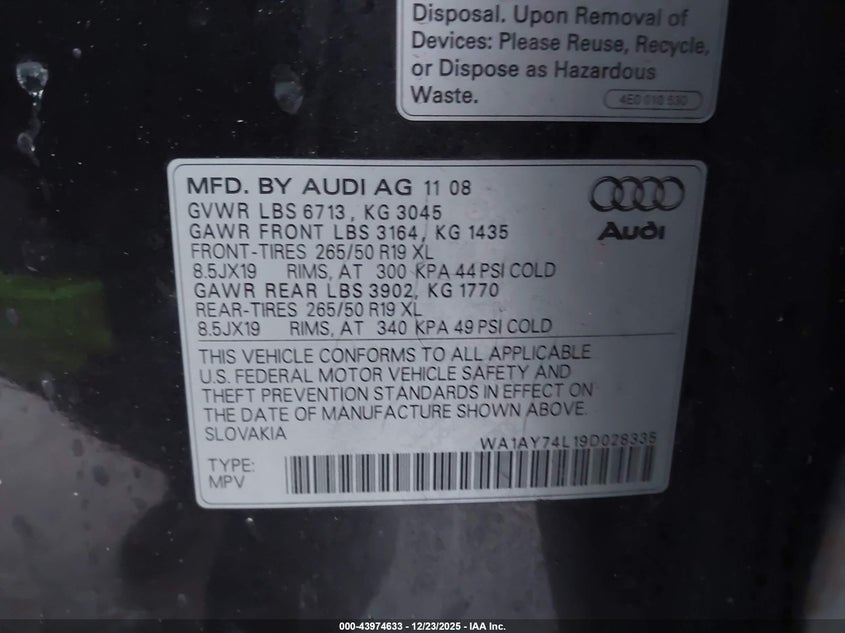 Disposal. Upon Removal of
Devices: Please Reuse, Recycle,
or Dispose as Hazardous
Waste.
4E0 010 530
MFD. BY AUDI AG 11 08
GVWR LBS 6713, KG 3045
GAWR FRONT LBS 3164, KG 1435
FRONT-TIRES 265/50 R19 XL
8.5JX19 RIMS, AT 300 KPA 44 PSI COLD
GAWR REAR LBS 3902, KG 1770
REAR-TIRES 265/50 R19 XL
8.5JX19 RIMS, AT 340 KPA 49 PSI COLD
Audi
THIS VEHICLE CONFORMS TO ALL APPLICABLE
U.S. FEDERAL MOTOR VEHICLE SAFETY AND
THEFT PREVENTION STANDARDS IN EFFECT ON
THE DATE OF MANUFACTURE SHOWN ABOVE.
SLOVAKIA
WA1AY74L19D028335
TYPE:
MPV
000-43974633 - 12/23/2025 - IAA Inc.